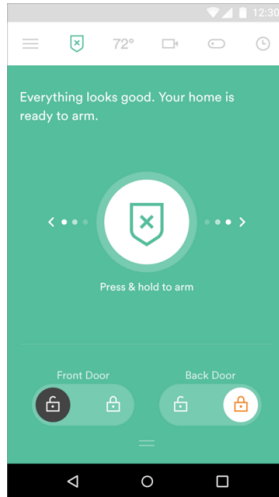 12:30
72°
Everything looks good. Your home is
ready to arm.
Press & hold to arm
Front Door
Back Door